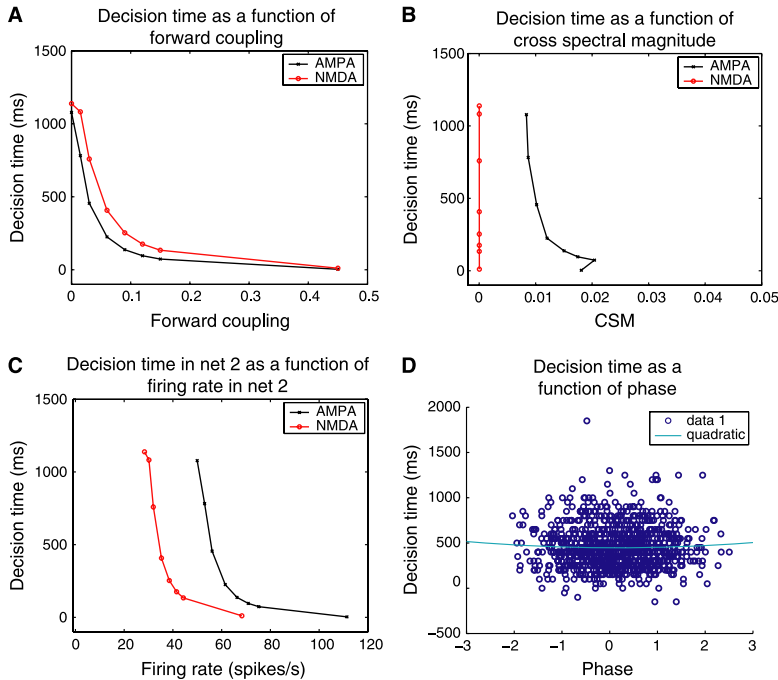 A
Decision time as a function of
forward coupling
1500
1000
500
0
Decision time (ms)
AMPA
NMDA
0 0.1 0.2 0.3 0.4 0.5
Forward coupling
B
Decision time as a function of
cross spectral magnitude
1500
1000
500
0
Decision time (ms)
AMPA
NMDA
0 0.01 0.02 0.03 0.04 0.05
CSM
C
Decision time in net 2 as a function of
firing rate in net 2
1500
1000
500
0
Decision time (ms)
AMPA
NMDA
0 20 40 60 80 100 120
Firing rate (spikes/s)
D
Decision time as a
function of phase
2000
1500
1000
500
0
−500
Decision time (ms)
data 1
quadratic
−3 −2 −1 0 1 2 3
Phase